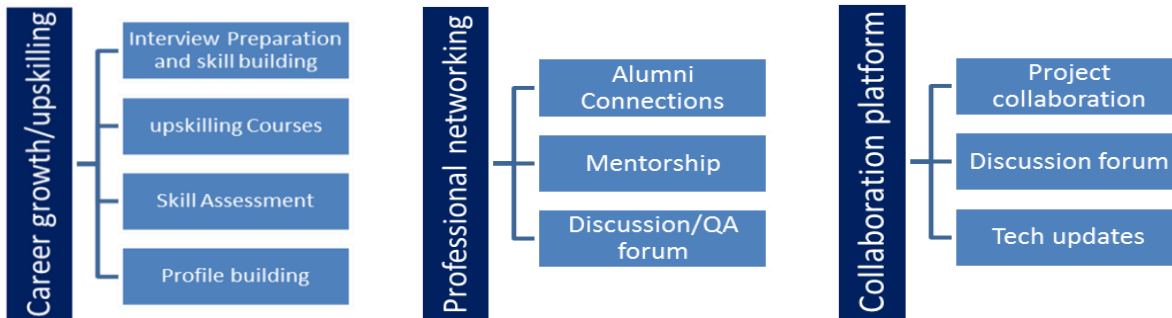 Career growth/upskilling
Interview Preparation
and skill building
upskilling Courses
Skill Assessment
Profile building
Professional networking
Alumni
Connections
Mentorship
Discussion/QA
forum
Collaboration platform
Project
collaboration
Discussion forum
Tech updates